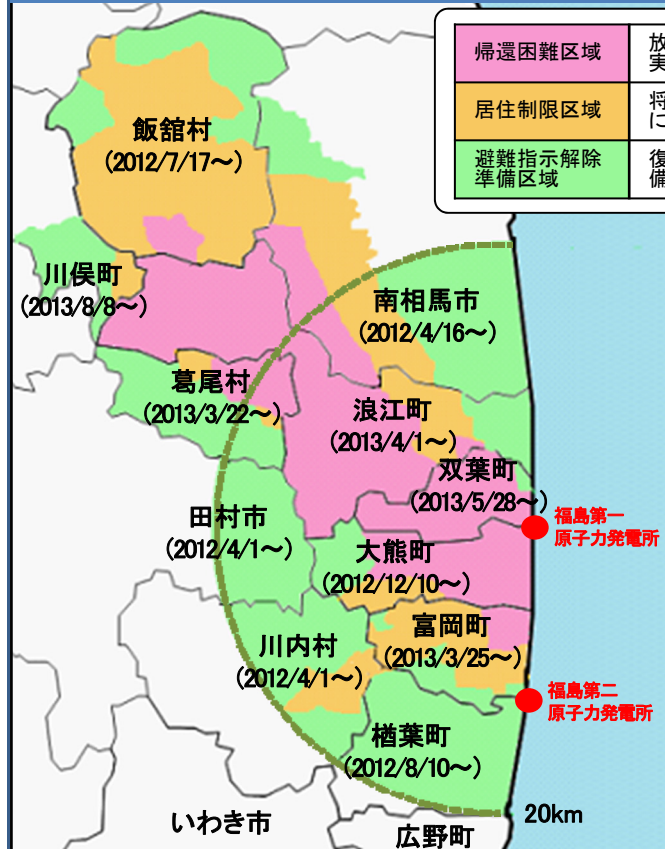 帰還困難区域
放
実
居住制限区域
将
に
避難指示解除
準備区域
復
備
飯舘村
(2012/7/17～)
川俣町
(2013/8/8～)
南相馬市
(2012/4/16～)
葛尾村
(2013/3/22～)
浪江町
(2013/4/1～)
双葉町
(2013/5/28～)
福島第一
原子力発電所
田村市
(2012/4/1～)
大熊町
(2012/12/10～)
富岡町
(2013/3/25～)
川内村
(2012/4/1～)
福島第二
原子力発電所
楢葉町
(2012/8/10～)
20km
いわき市
広野町